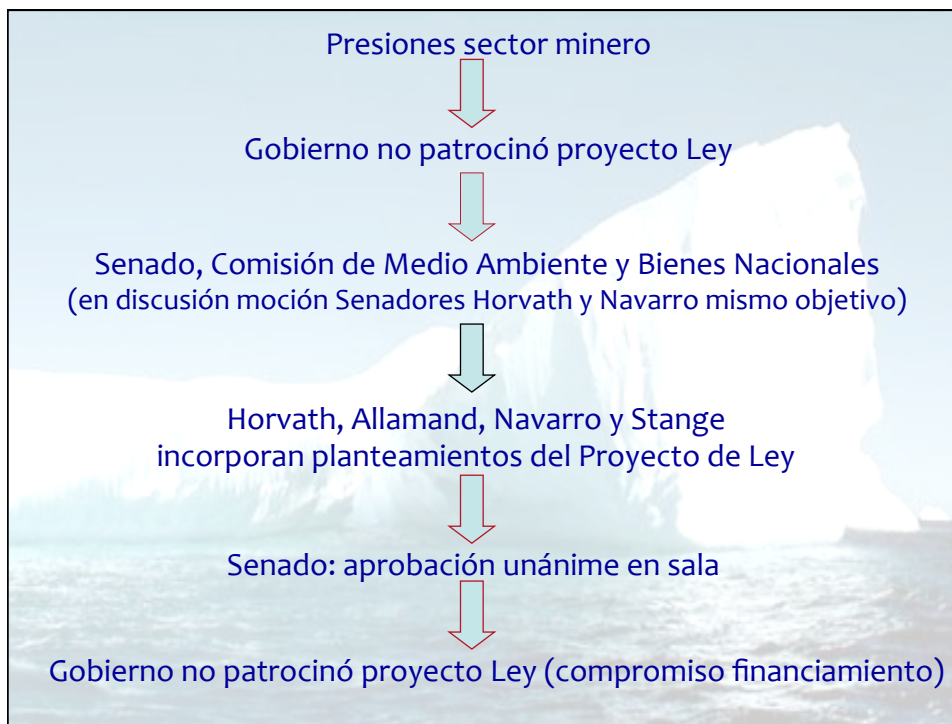 Presiones sector minero
Gobierno no patrocinó proyecto Ley
Senado, Comisión de Medio Ambiente y Bienes Nacionales
(en discusión moción Senadores Horvath y Navarro mismo objetivo)
Horvath, Allamand, Navarro y Stange
incorporan planteamientos del Proyecto de Ley
Senado: aprobación unánime en sala
Gobierno no patrocinó proyecto Ley (compromiso financiamiento)